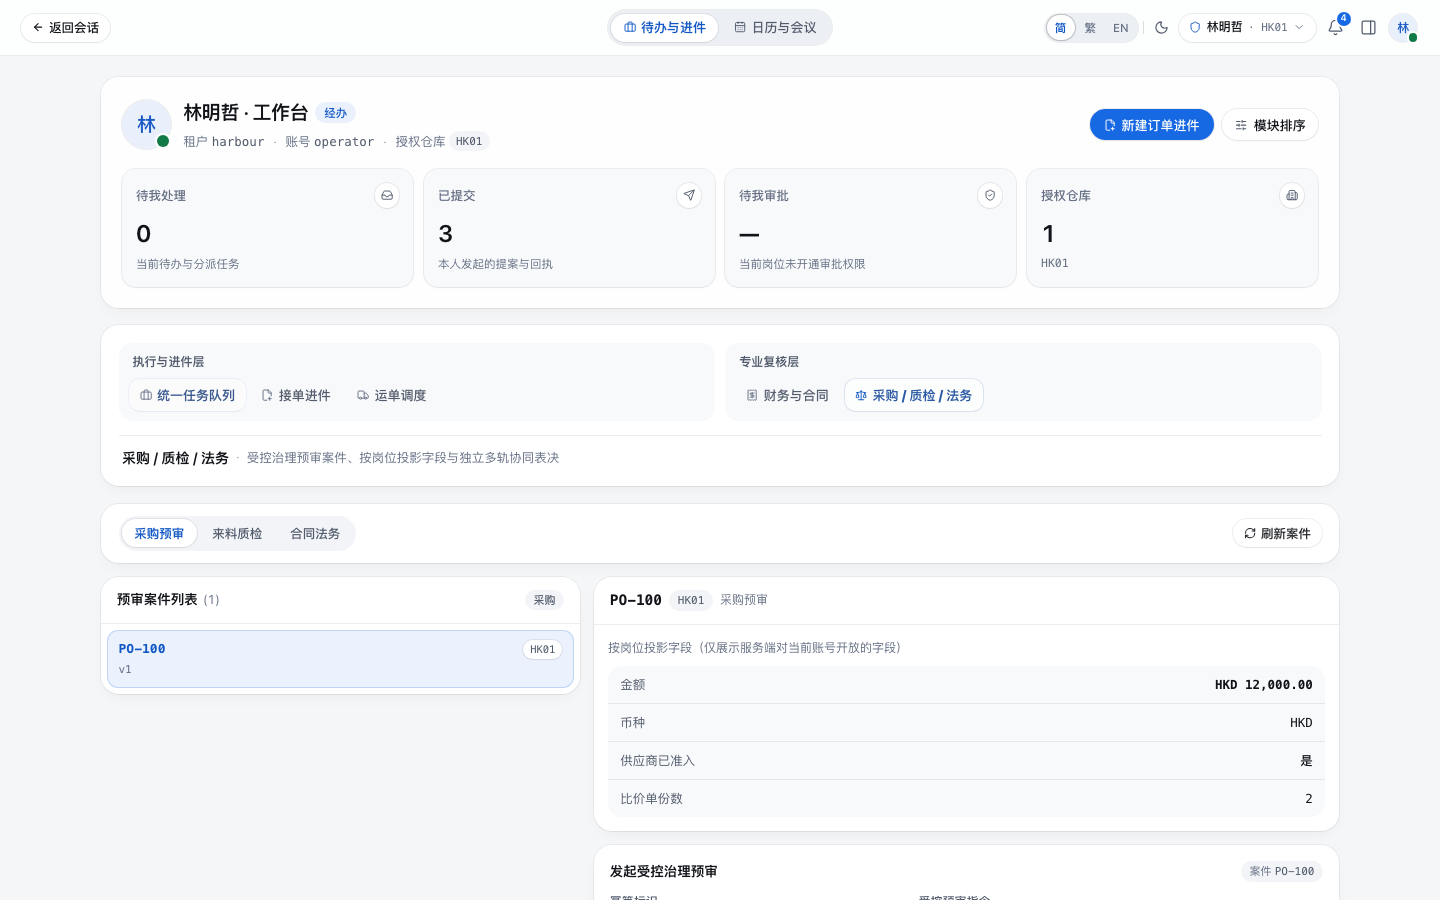 返回会话
待办与进件
日历与会议
简 繁 EN
林明哲 · HK01
4
林
林
林明哲 · 工作台 经办
租户 harbour · 账号 operator · 授权仓库 HK01
新建订单进件
模块排序
待我处理
0
当前待办与分派任务
已提交
3
本人发起的提案与回执
待我审批
—
当前岗位未开通审批权限
授权仓库
1
HK01
执行与进件层
统一任务队列
接单进件
运单调度
专业复核层
财务与合同
采购 / 质检 / 法务
采购 / 质检 / 法务 · 受控治理预审案件、按岗位投影字段与独立多轨协同表决
采购预审
来料质检
合同法务
刷新案件
预审案件列表 (1)
采购
PO-100
HK01
v1
PO-100 HK01 采购预审
按岗位投影字段（仅展示服务端对当前账号开放的字段）
金额 HKD 12,000.00
币种 HKD
供应商已准入 是
比价单份数 2
发起受控治理预审
案件 PO-100